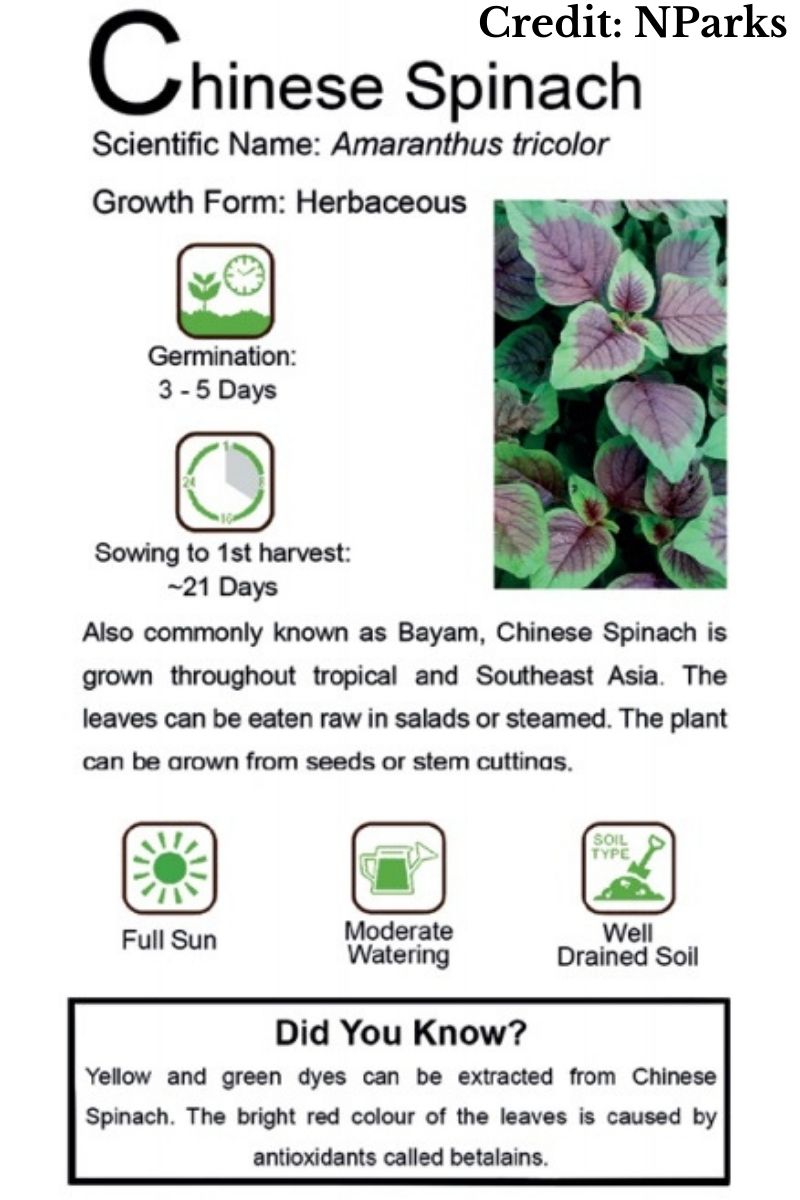 Credit: NParks
Chinese Spinach
Scientific Name: Amaranthus tricolor
Growth Form: Herbaceous
Germination:
3 - 5 Days
1
24
8
16
Sowing to 1st harvest:
~21 Days
Also commonly known as Bayam, Chinese Spinach is
grown throughout tropical and Southeast Asia. The
leaves can be eaten raw in salads or steamed. The plant
can be grown from seeds or stem cuttings.
SOIL
TYPE
Full Sun
Moderate
Watering
Well
Drained Soil
Did You Know?
Yellow and green dyes can be extracted from Chinese
Spinach. The bright red colour of the leaves is caused by
antioxidants called betalains.